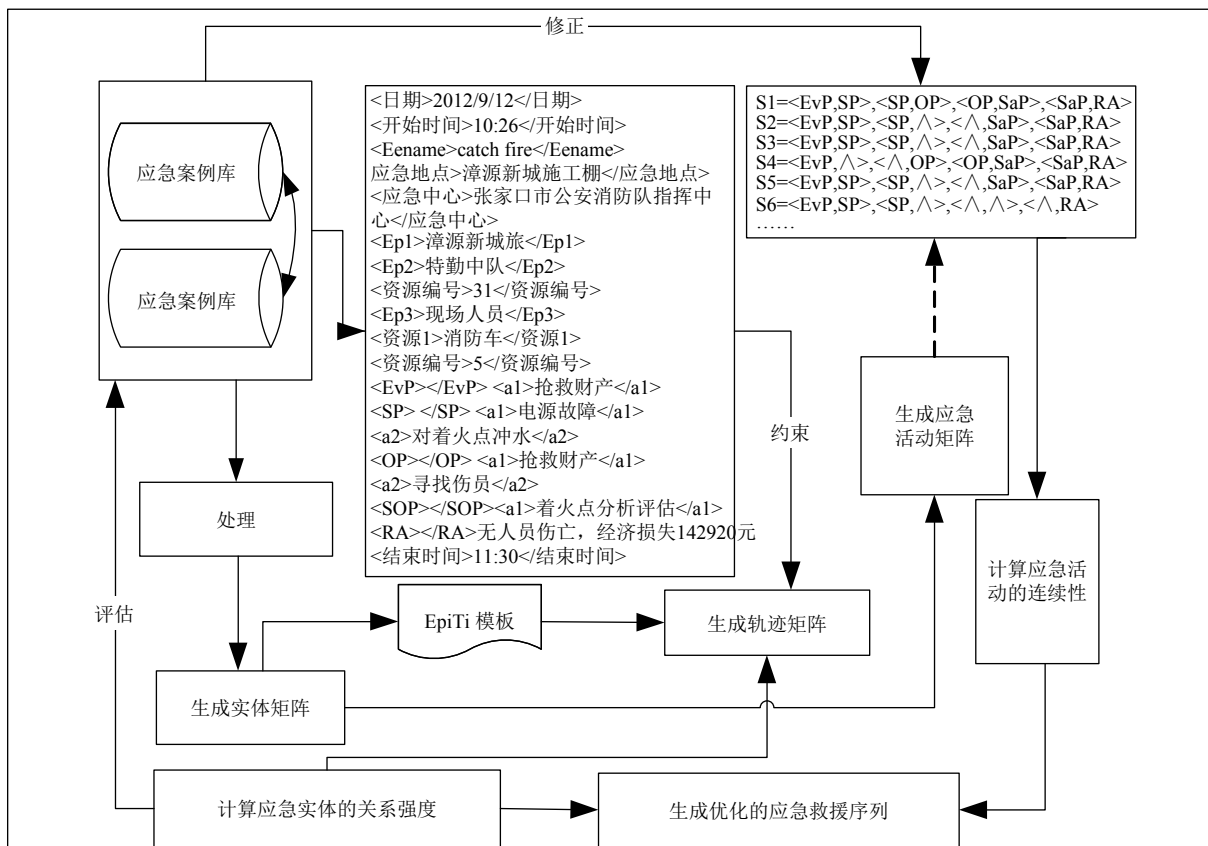 修正
应急案例库
应急案例库
<日期>2012/9/12</日期>
<开始时间>10:26</开始时间>
<Eename>catch fire</Eename>
应急地点>漳源新城施工棚</应急地点>
<应急中心>张家口市公安消防队指挥中
心</应急中心>
<Ep1>漳源新城旅</Ep1>
<Ep2>特勤中队</Ep2>
<资源编号>31</资源编号>
<Ep3>现场人员</Ep3>
<资源1>消防车</资源1>
<资源编号>5</资源编号>
<EvP></EvP> <a1>抢救财产</a1>
<SP> </SP> <a1>电源故障</a1>
<a2>对着火点冲水</a2>
<OP></OP> <a1>抢救财产</a1>
<a2>寻找伤员</a2>
<SOP></SOP><a1>着火点分析评估</a1>
<RA></RA>无人员伤亡，经济损失142920元
<结束时间>11:30</结束时间>
S1=<EvP,SP>,<SP,OP>,<OP,SaP>,<SaP,RA>
S2=<EvP,SP>,<SP,∧>,<∧,SaP>,<SaP,RA>
S3=<EvP,SP>,<SP,∧>,<∧,SaP>,<SaP,RA>
S4=<EvP,∧>,<∧,OP>,<OP,SaP>,<SaP,RA>
S5=<EvP,SP>,<SP,∧>,<∧,SaP>,<SaP,RA>
S6=<EvP,SP>,<SP,∧>,<∧,∧>,<∧,RA>
……
生成应急
活动矩阵
约束
处理
计算应急活
动的连续性
评估
EpiTi 模板
生成轨迹矩阵
生成实体矩阵
计算应急实体的关系强度
生成优化的应急救援序列